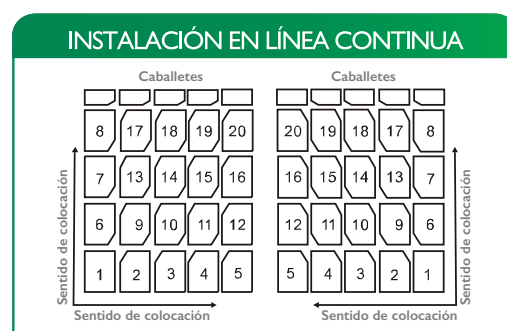 INSTALACIÓN EN LÍNEA CONTINUA
Caballetes
8 17 18 19 20
7 13 14 15 16
6 9 10 11 12
1 2 3 4 5
Sentido de colocación
Sentido de colocación
Caballetes
20 19 18 17 8
16 15 14 13 7
12 11 10 9 6
5 4 3 2 1
Sentido de colocación
Sentido de colocación